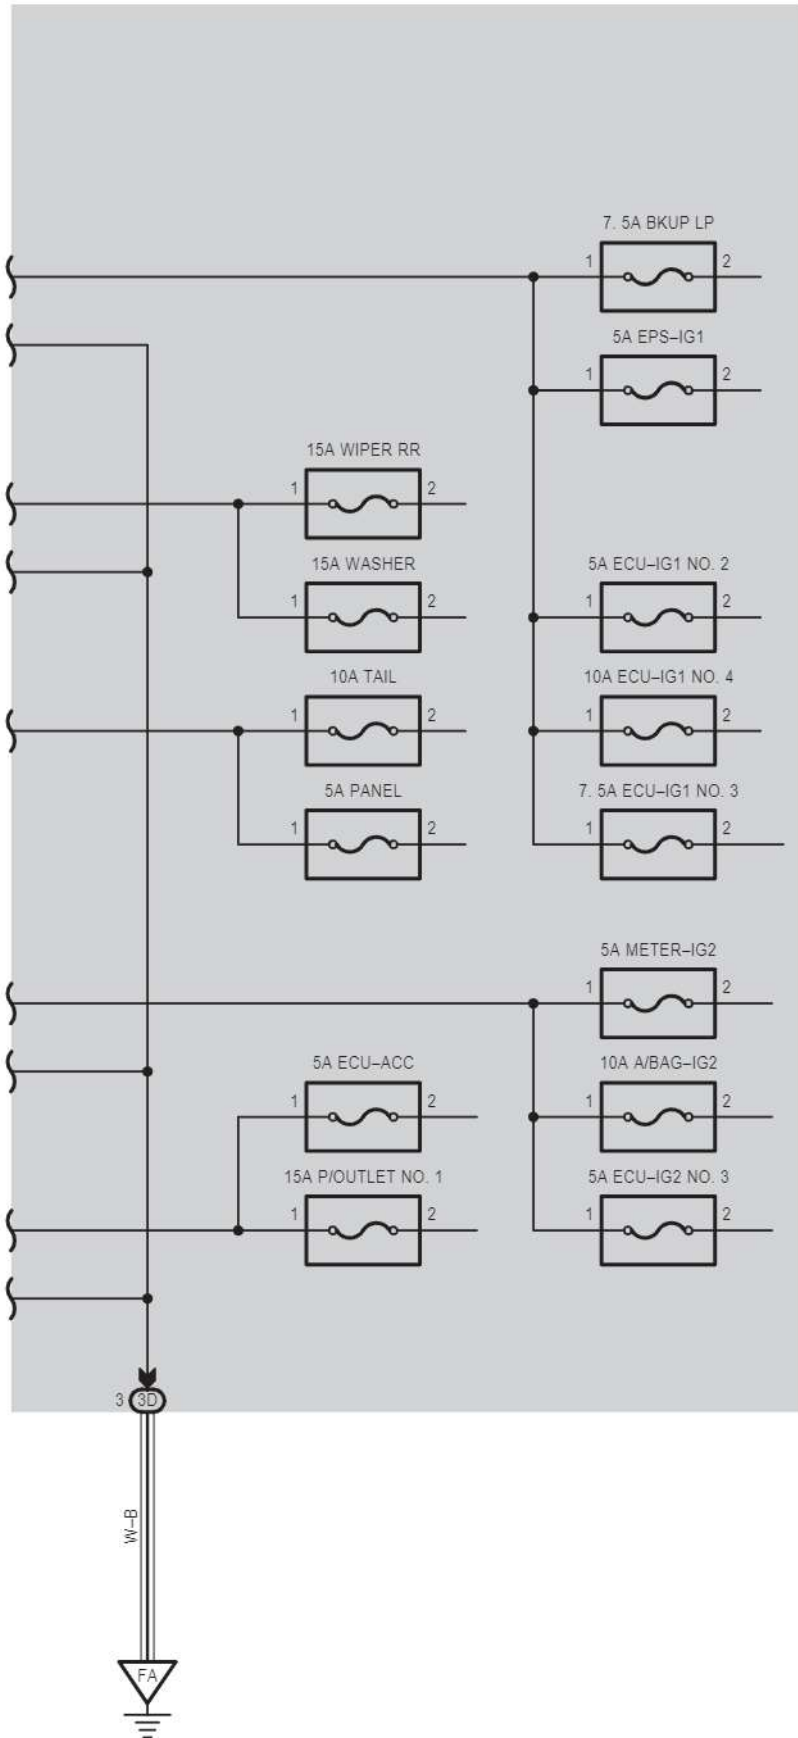 7. 5A BKUP LP
1 2
5A EPS–IG1
1 2
15A WIPER RR
1 2
15A WASHER
1 2
5A ECU–IG1 NO. 2
1 2
10A TAIL
1 2
10A ECU–IG1 NO. 4
1 2
5A PANEL
1 2
7. 5A ECU–IG1 NO. 3
1 2
5A METER–IG2
1 2
5A ECU–ACC
1 2
10A A/BAG–IG2
1 2
15A P/OUTLET NO. 1
1 2
5A ECU–IG2 NO. 3
1 2
3 3D
W–B
FA